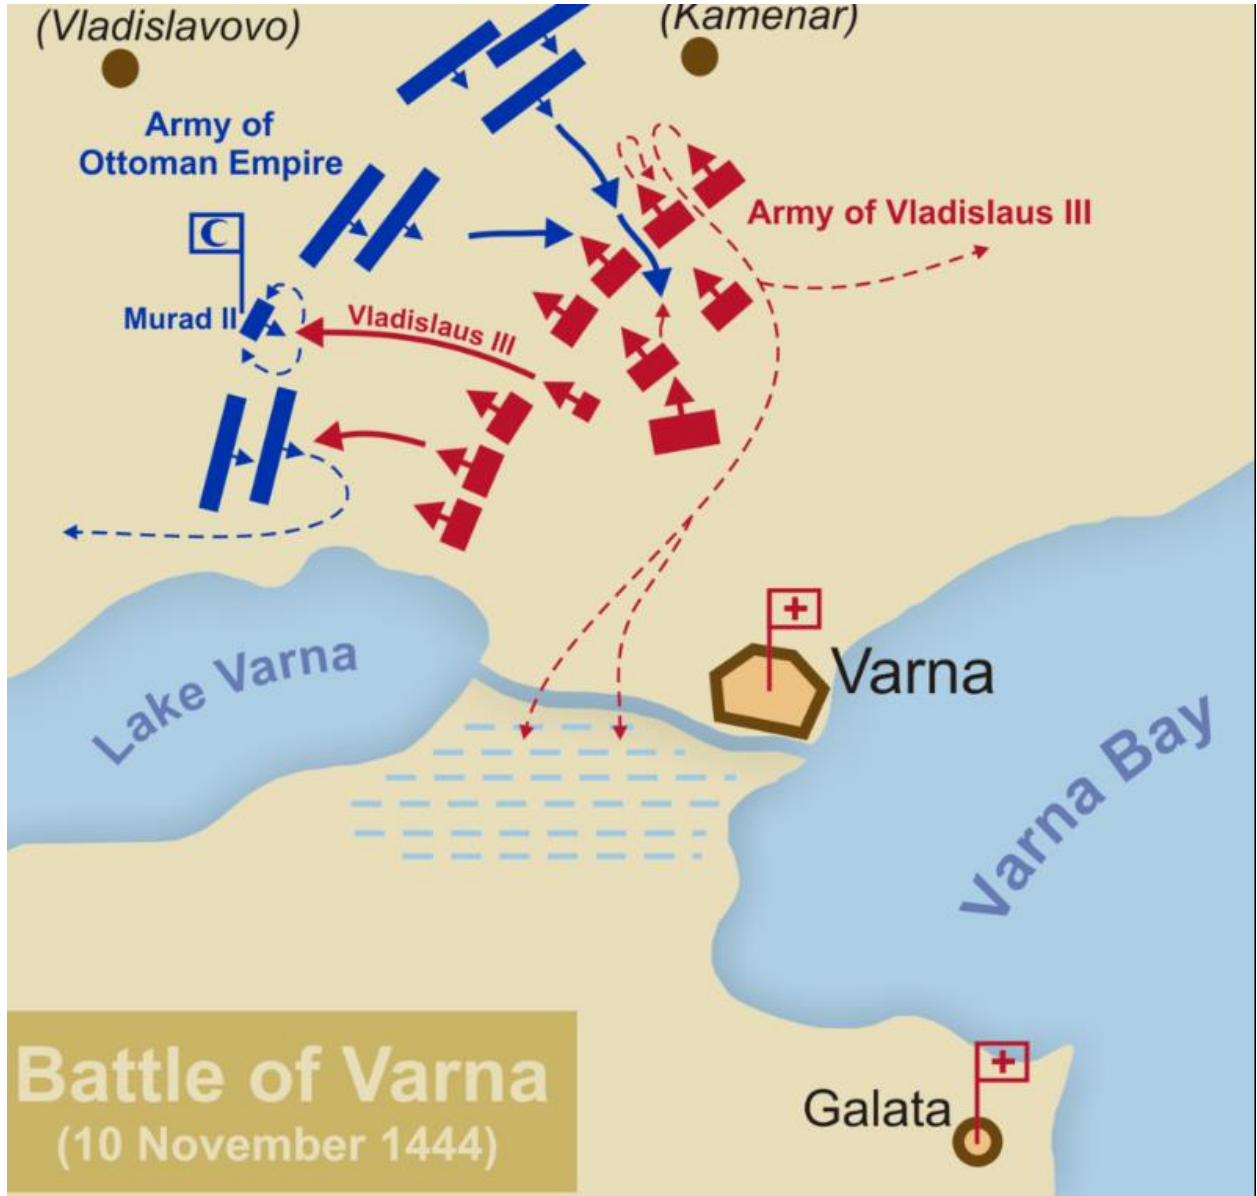 (Vladislavovo)
(Kamenar)
Army of
Ottoman Empire
Army of Vladislaus III
Murad II
Vladislaus III
Lake Varna
Varna
Varna Bay
Battle of Varna
(10 November 1444)
Galata